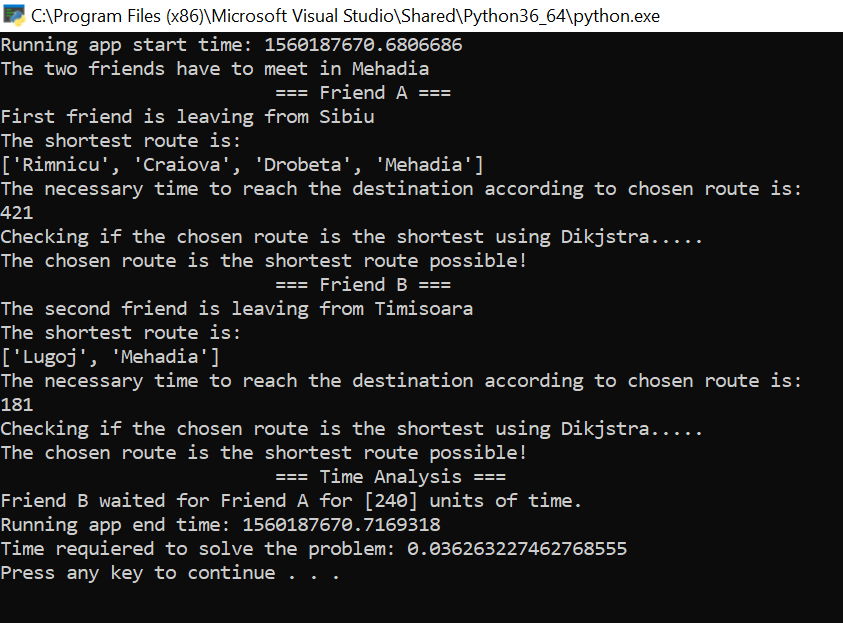 C:\Program Files (x86)\Microsoft Visual Studio\Shared\Python36_64\python.exe
Running app start time: 1560187670.6806686
The two friends have to meet in Mehadia
=== Friend A ===
First friend is leaving from Sibiu
The shortest route is:
['Rimnicu', 'Craiova', 'Drobeta', 'Mehadia']
The necessary time to reach the destination according to chosen route is:
421
Checking if the chosen route is the shortest using Dikjstra.....
The chosen route is the shortest route possible!
=== Friend B ===
The second friend is leaving from Timisoara
The shortest route is:
['Lugoj', 'Mehadia']
The necessary time to reach the destination according to chosen route is:
181
Checking if the chosen route is the shortest using Dikjstra.....
The chosen route is the shortest route possible!
=== Time Analysis ===
Friend B waited for Friend A for [240] units of time.
Running app end time: 1560187670.7169318
Time requiered to solve the problem: 0.036263227462768555
Press any key to continue . . .